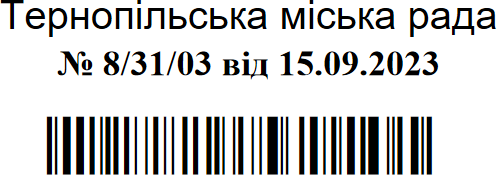 Тернопільська міська рада
№ 8/31/03 від 15.09.2023